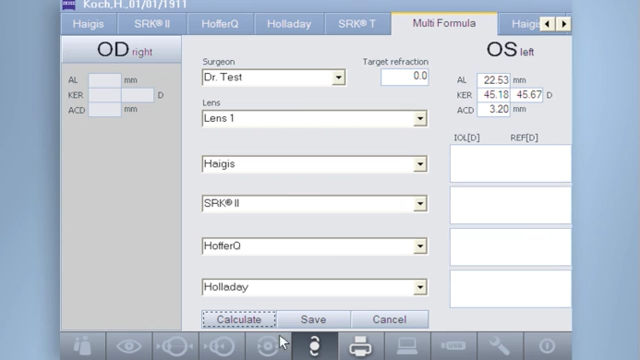 Koch,H.,01/01/1911
Haigis SRK® II HofferQ Holladay SRK® T Multi Formula Haigi
OD right
AL mm
KER D
ACD mm
Surgeon
Dr. Test
Target refraction
0.0
Lens
Lens 1
Haigis
SRK® II
HofferQ
Holladay
Calculate Save Cancel
OS left
AL 22.53 mm
KER 45.18 45.67 D
ACD 3.20 mm
IOL[D] REF[D]